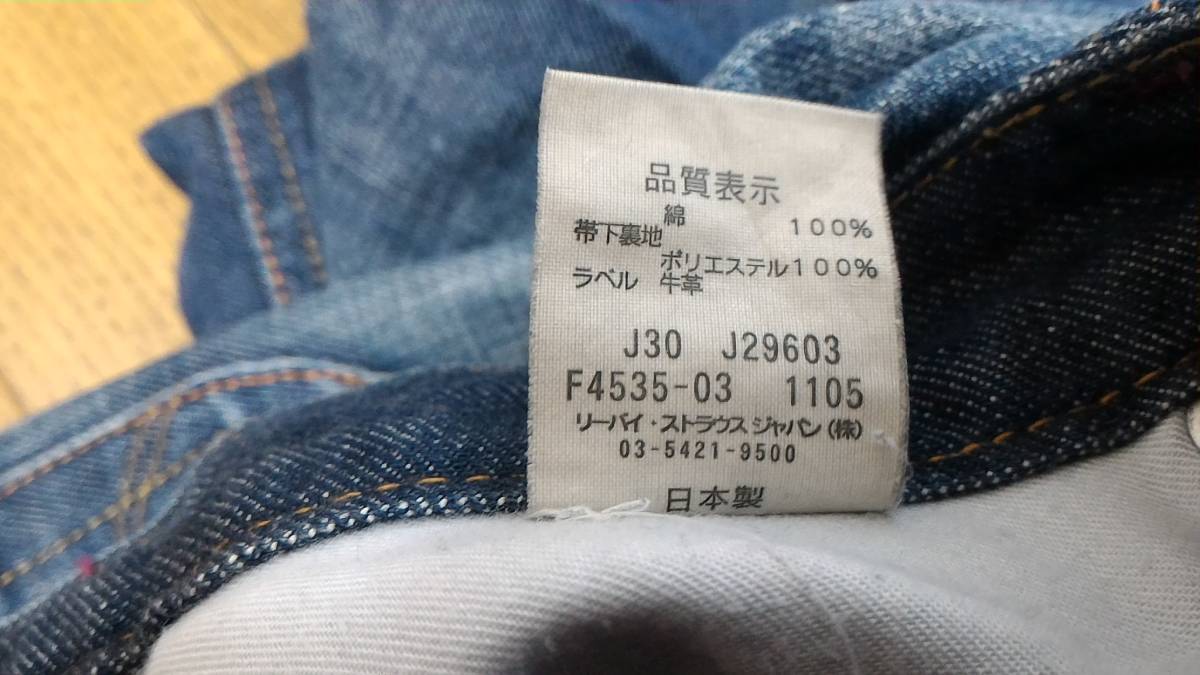 品質表示
綿 100%
帯下裏地
ポリエステル100%
ラベル 牛革
J30 J29603
F4535-03 1105
リーバイ・ストラウス ジャパン(株)
03-5421-9500
日本製